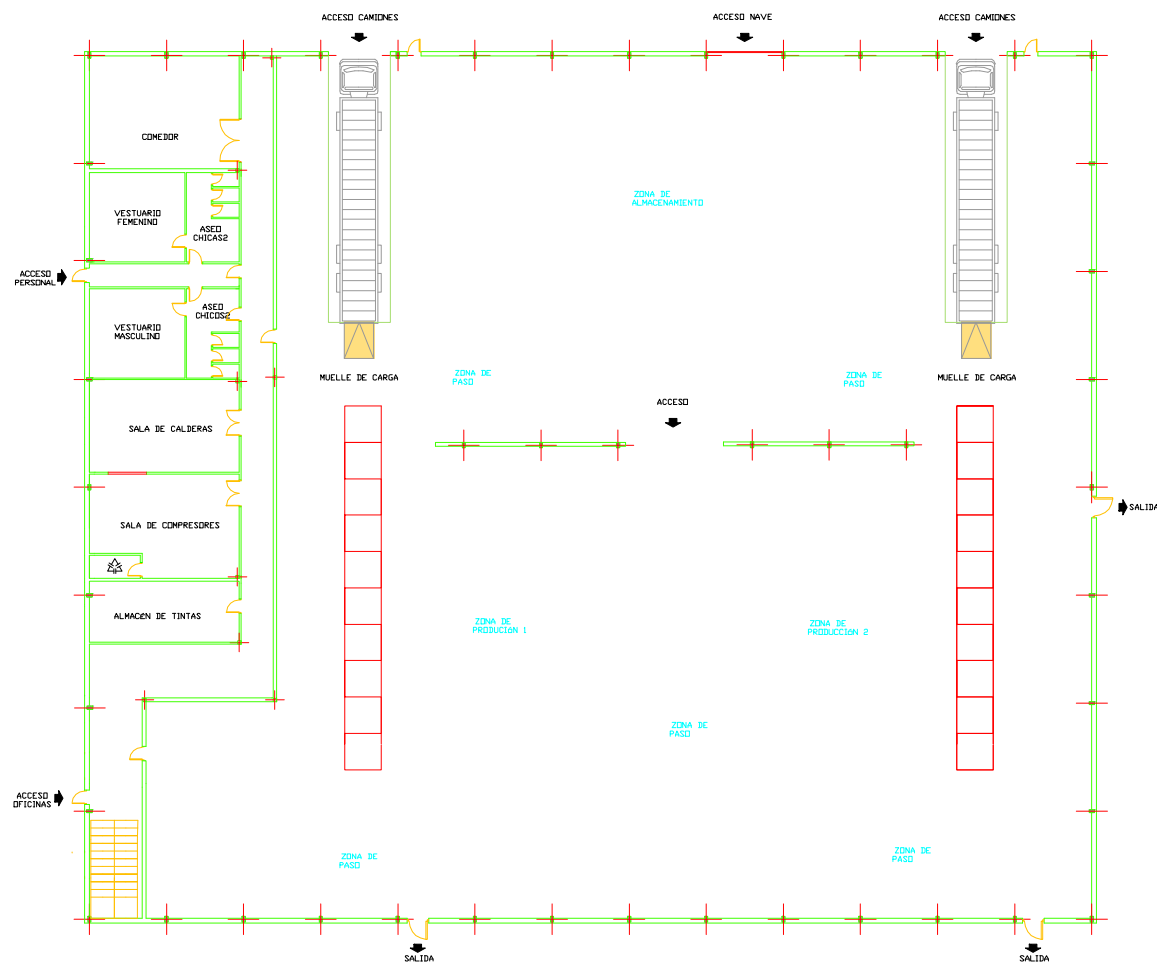 ACCESO CAMIONES
ACCESO NAVE
ACCESO CAMIONES
COMEDOR
ZONA DE
ALMACENAMIENTO
VESTUARIO
FEMENINO
ASEO
CHICAS2
ACCESO
PERSONAL
VESTUARIO
MASCULINO
ASEO
CHICOS2
MUELLE DE CARGA
ZONA DE
PASO
ZONA DE
PASO
MUELLE DE CARGA
ACCESO
SALA DE CALDERAS
SALA DE COMPRESORES
SALIDA
ALMACéN DE TINTAS
ZONA DE
PRODUCIóN 1
ZONA DE
PRODUCCIóN 2
ZONA DE
PASO
ACCESO
OFICINAS
ZONA DE
PASO
ZONA DE
PASO
SALIDA
SALIDA